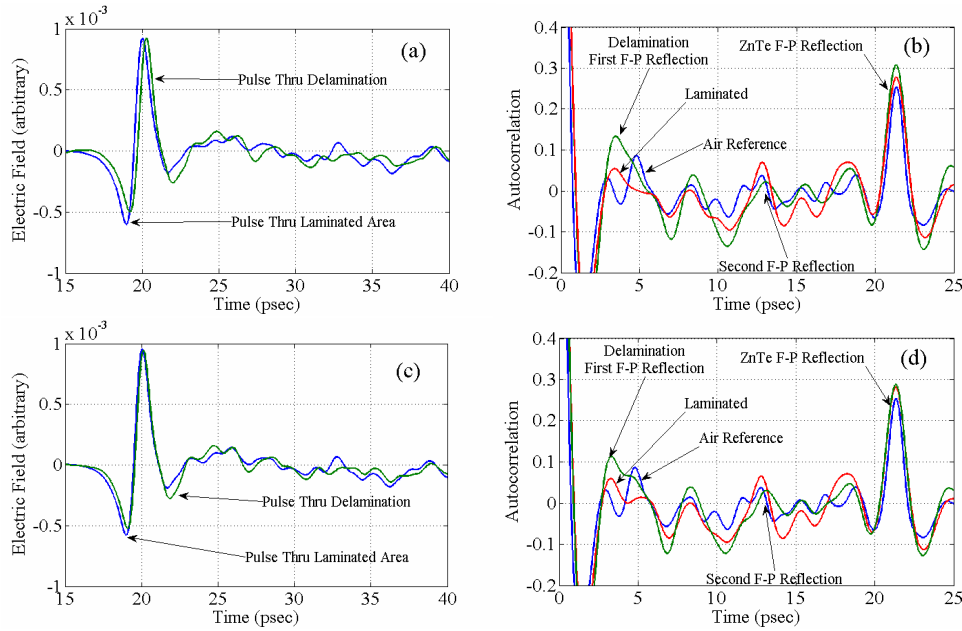 x 10-3
(a)
Pulse Thru Delamination
Pulse Thru Laminated Area
1
0.5
0
-0.5
-1
15 20 25 30 35 40
Time (psec)
Electric Field (arbitrary)
(b)
Delamination
First F-P Reflection
ZnTe F-P Reflection
Laminated
Air Reference
Second F-P Reflection
0.4
0.3
0.2
0.1
0
-0.1
-0.2
0 5 10 15 20 25
Time (psec)
Autocorrelation
x 10-3
(c)
Pulse Thru Delamination
Pulse Thru Laminated Area
1
0.5
0
-0.5
-1
15 20 25 30 35 40
Time (psec)
Electric Field (arbitrary)
(d)
Delamination
First F-P Reflection
ZnTe F-P Reflection
Laminated
Air Reference
Second F-P Reflection
0.4
0.3
0.2
0.1
0
-0.1
-0.2
0 5 10 15 20 25
Time (psec)
Autocorrelation